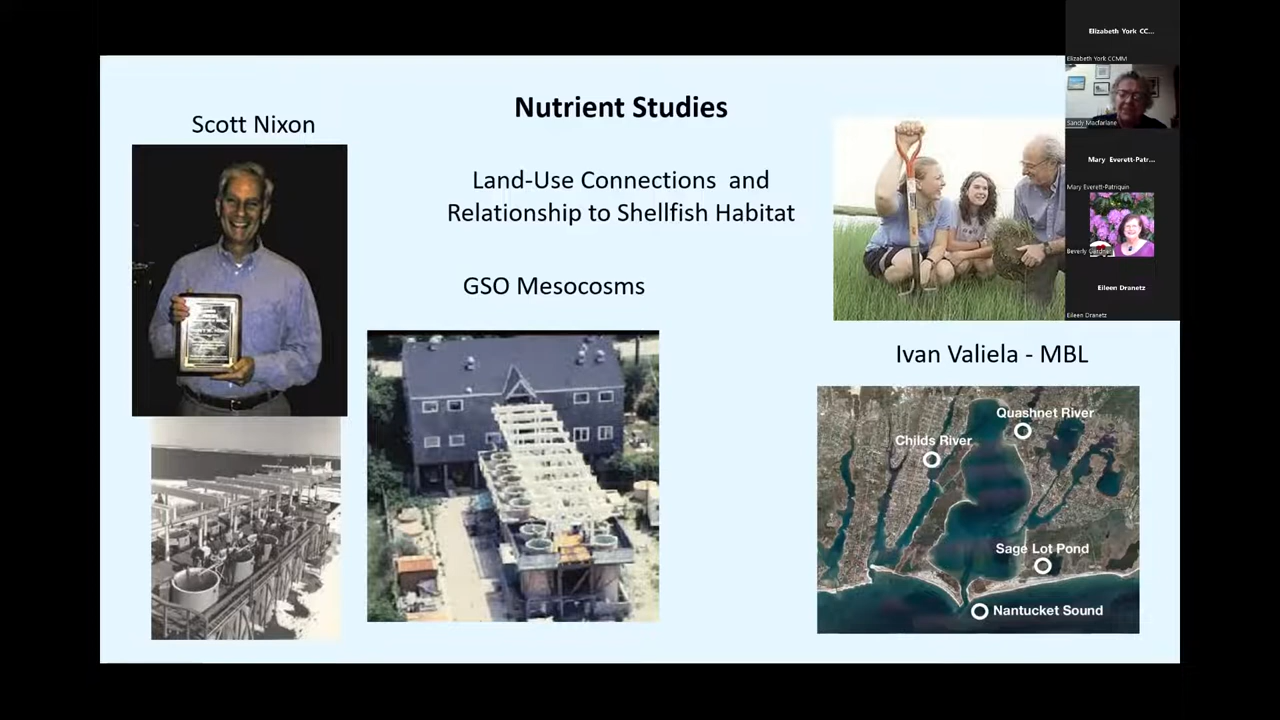 Nutrient Studies
Scott Nixon
Land-Use Connections and
Relationship to Shellfish Habitat
GSO Mesocosms
Ivan Valiela - MBL
Quashnet River
Childs River
Sage Lot Pond
Nantucket Sound
Elizabeth York CC...
Elizabeth York CCMM
Sandy Macfarlane
Mary Everett-Patr...
Mary Everett-Patriquin
Beverly Gardner
Eileen Dranetz
Eileen Dranetz